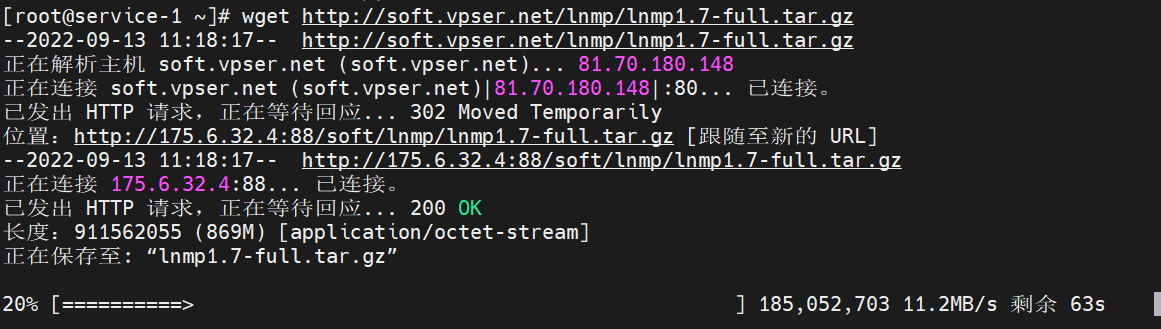 [root@service-1 ~]# wget http://soft.vpser.net/lnmp/lnmp1.7-full.tar.gz
--2022-09-13 11:18:17--  http://soft.vpser.net/lnmp/lnmp1.7-full.tar.gz
正在解析主机 soft.vpser.net (soft.vpser.net)... 81.70.180.148
正在连接 soft.vpser.net (soft.vpser.net)|81.70.180.148|:80... 已连接。
已发出 HTTP 请求，正在等待回应... 302 Moved Temporarily
位置：http://175.6.32.4:88/soft/lnmp/lnmp1.7-full.tar.gz [跟随至新的 URL]
--2022-09-13 11:18:17--  http://175.6.32.4:88/soft/lnmp/lnmp1.7-full.tar.gz
正在连接 175.6.32.4:88... 已连接。
已发出 HTTP 请求，正在等待回应... 200 OK
长度：911562055 (869M) [application/octet-stream]
正在保存至: “lnmp1.7-full.tar.gz”
20% [==========>                                             ] 185,052,703 11.2MB/s 剩余 63s